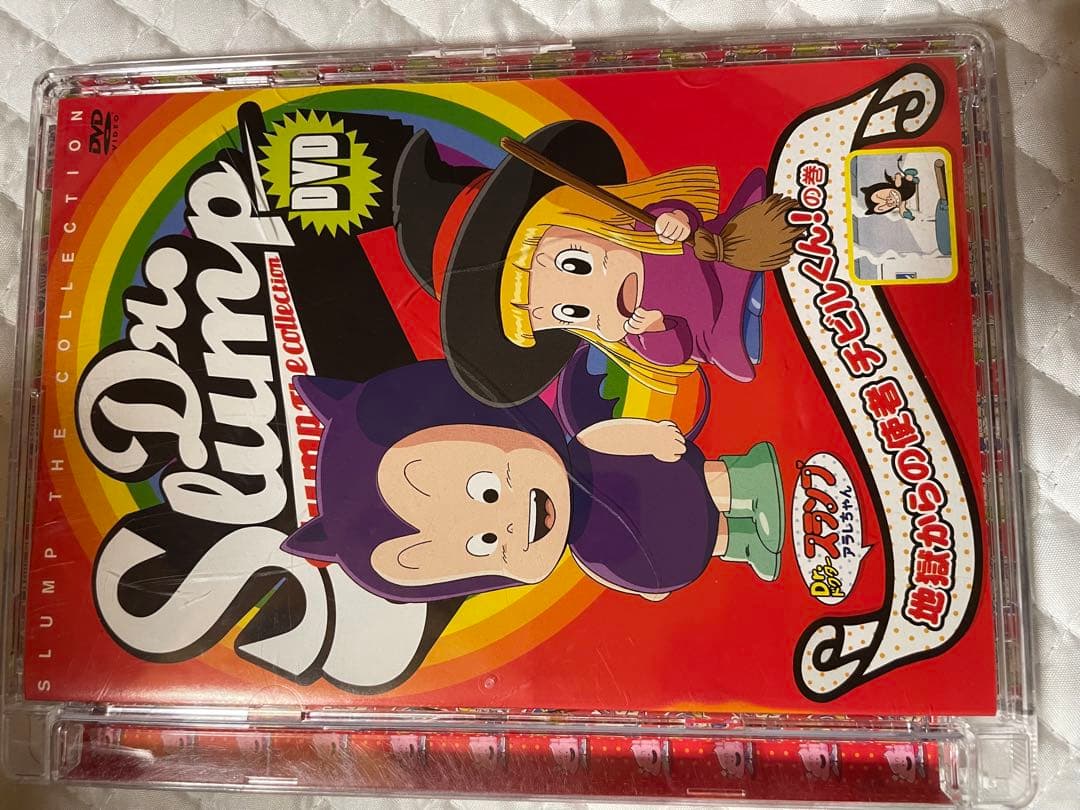 SLUMP THE COLLECTION
DVD
VIDEO
Dr.
Slump
DVD
Slump The collection
Dr.
ドクター
スランプ
アラレちゃん
地獄からの使者 チビルくん!の巻